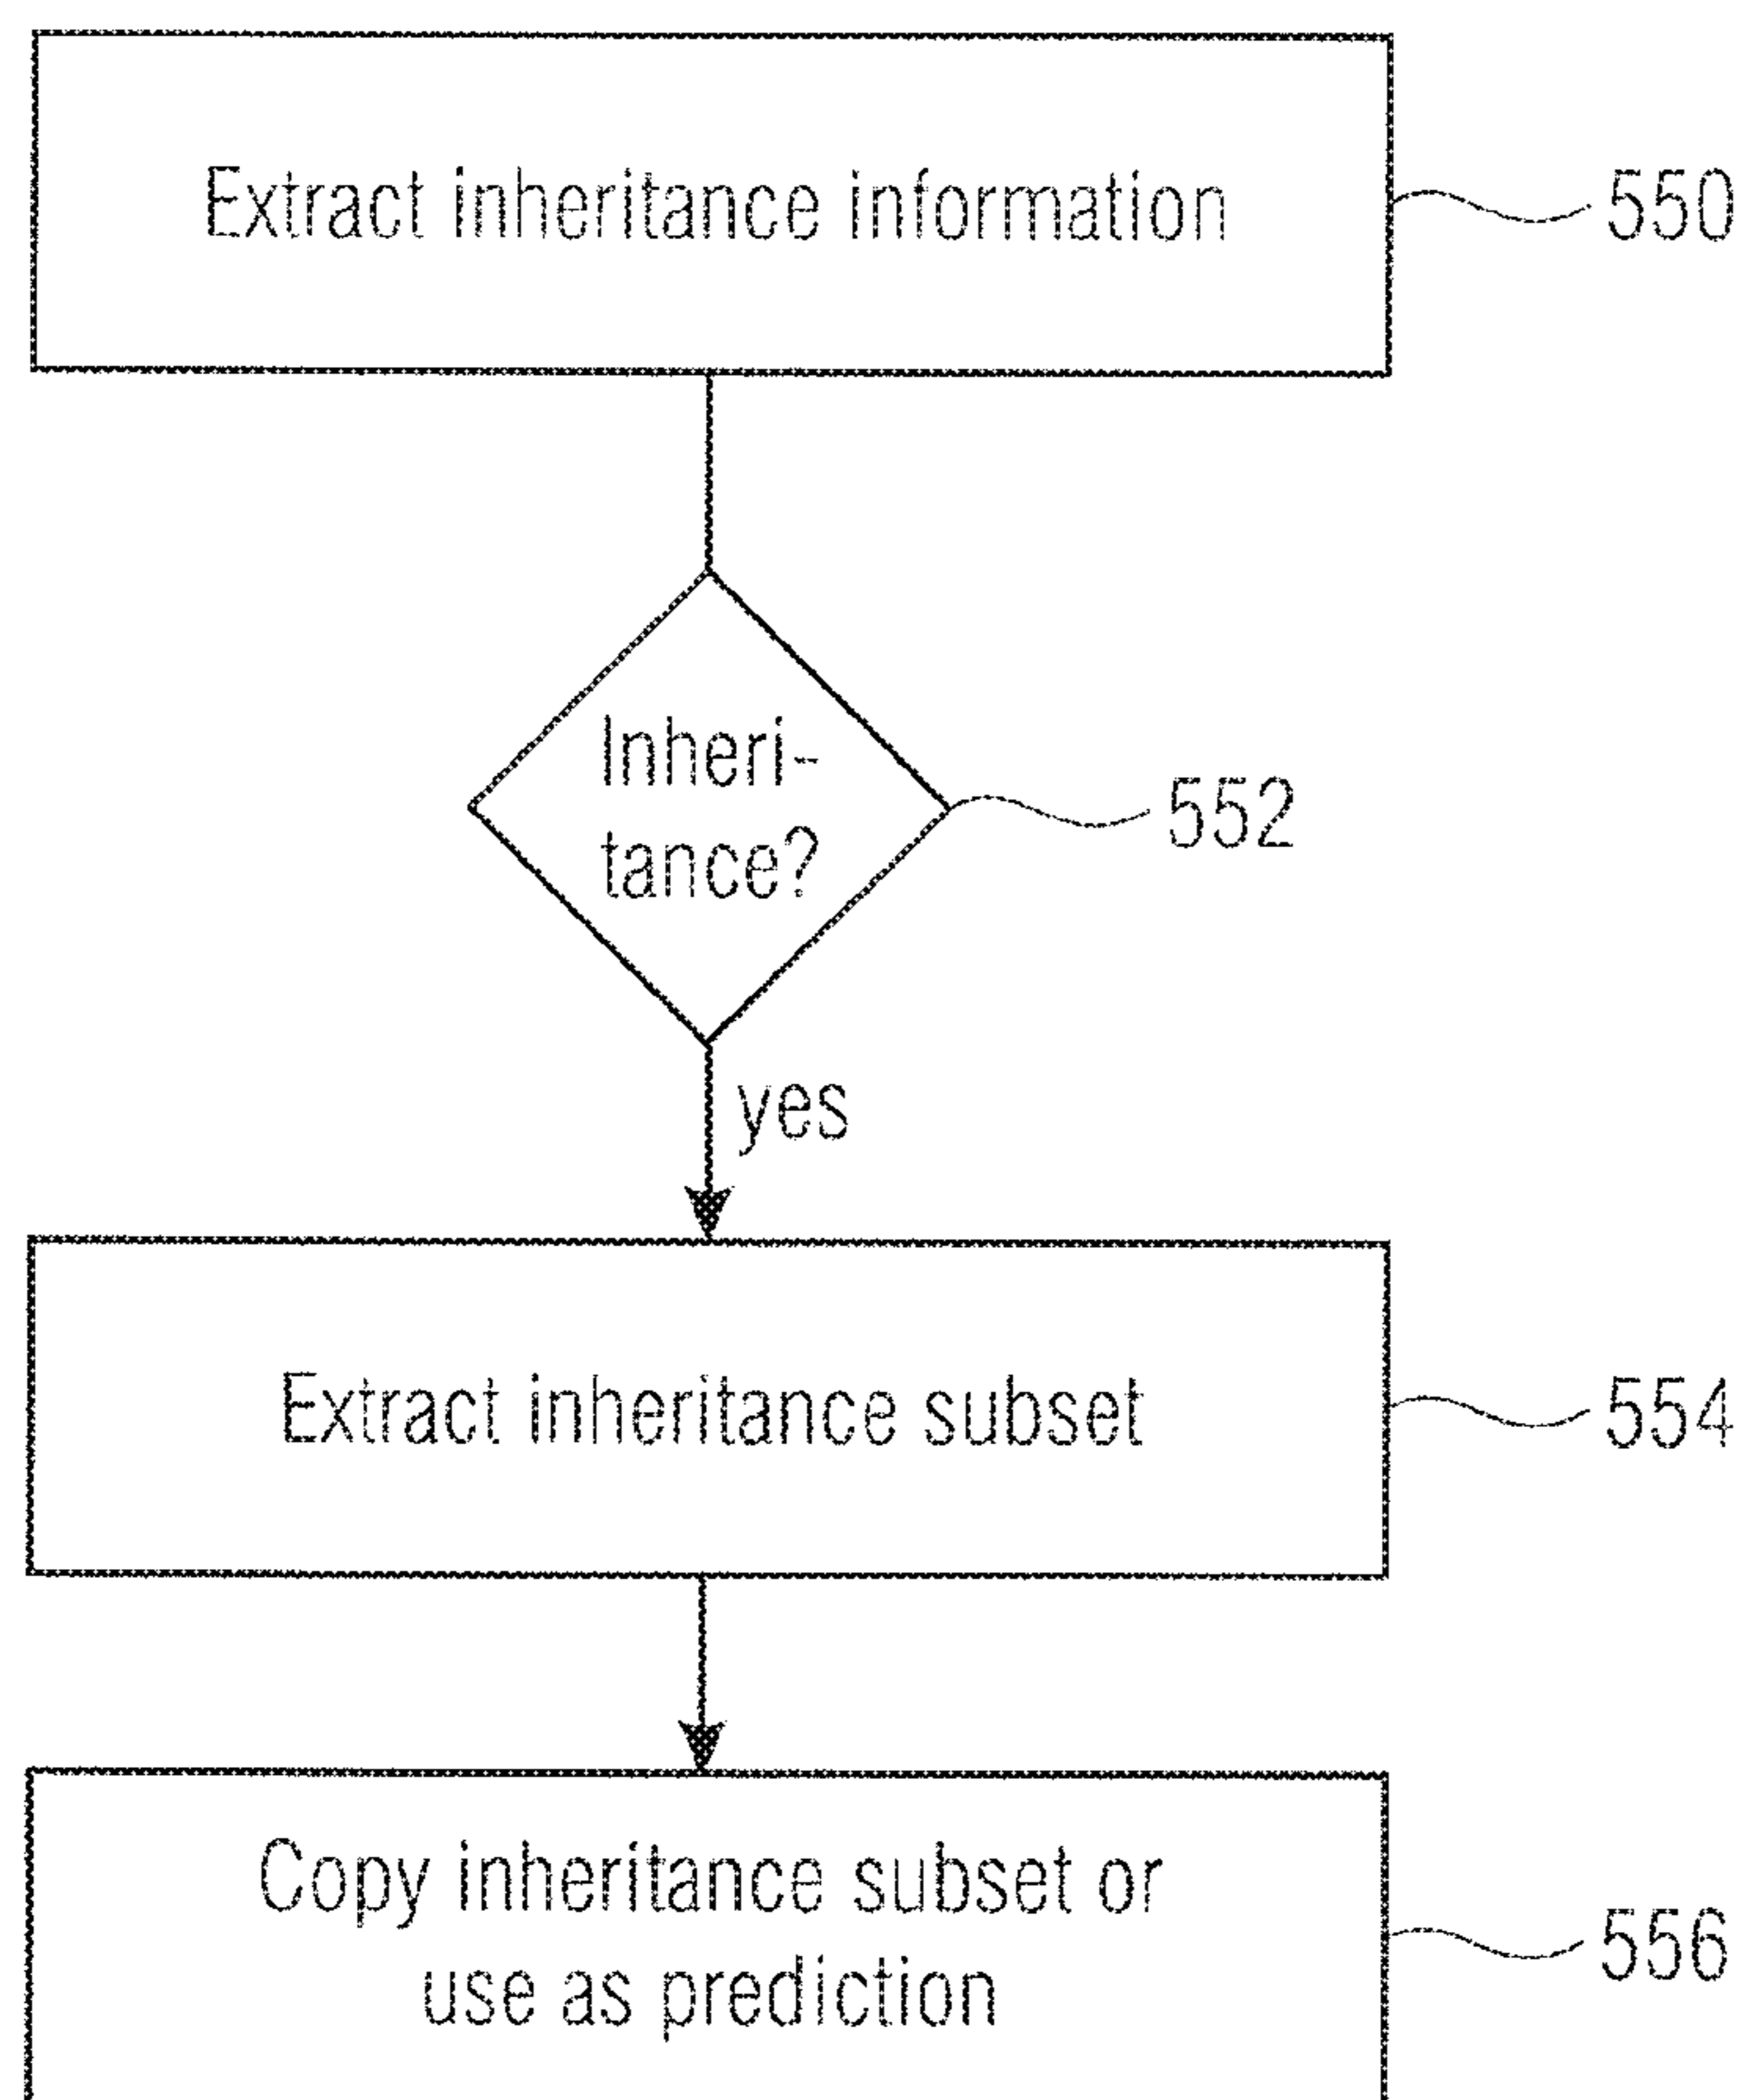 Extract inheritance information
550
Inheri-
tance?
552
yes
Extract inheritance subset
554
Copy inheritance subset or
use as prediction
556